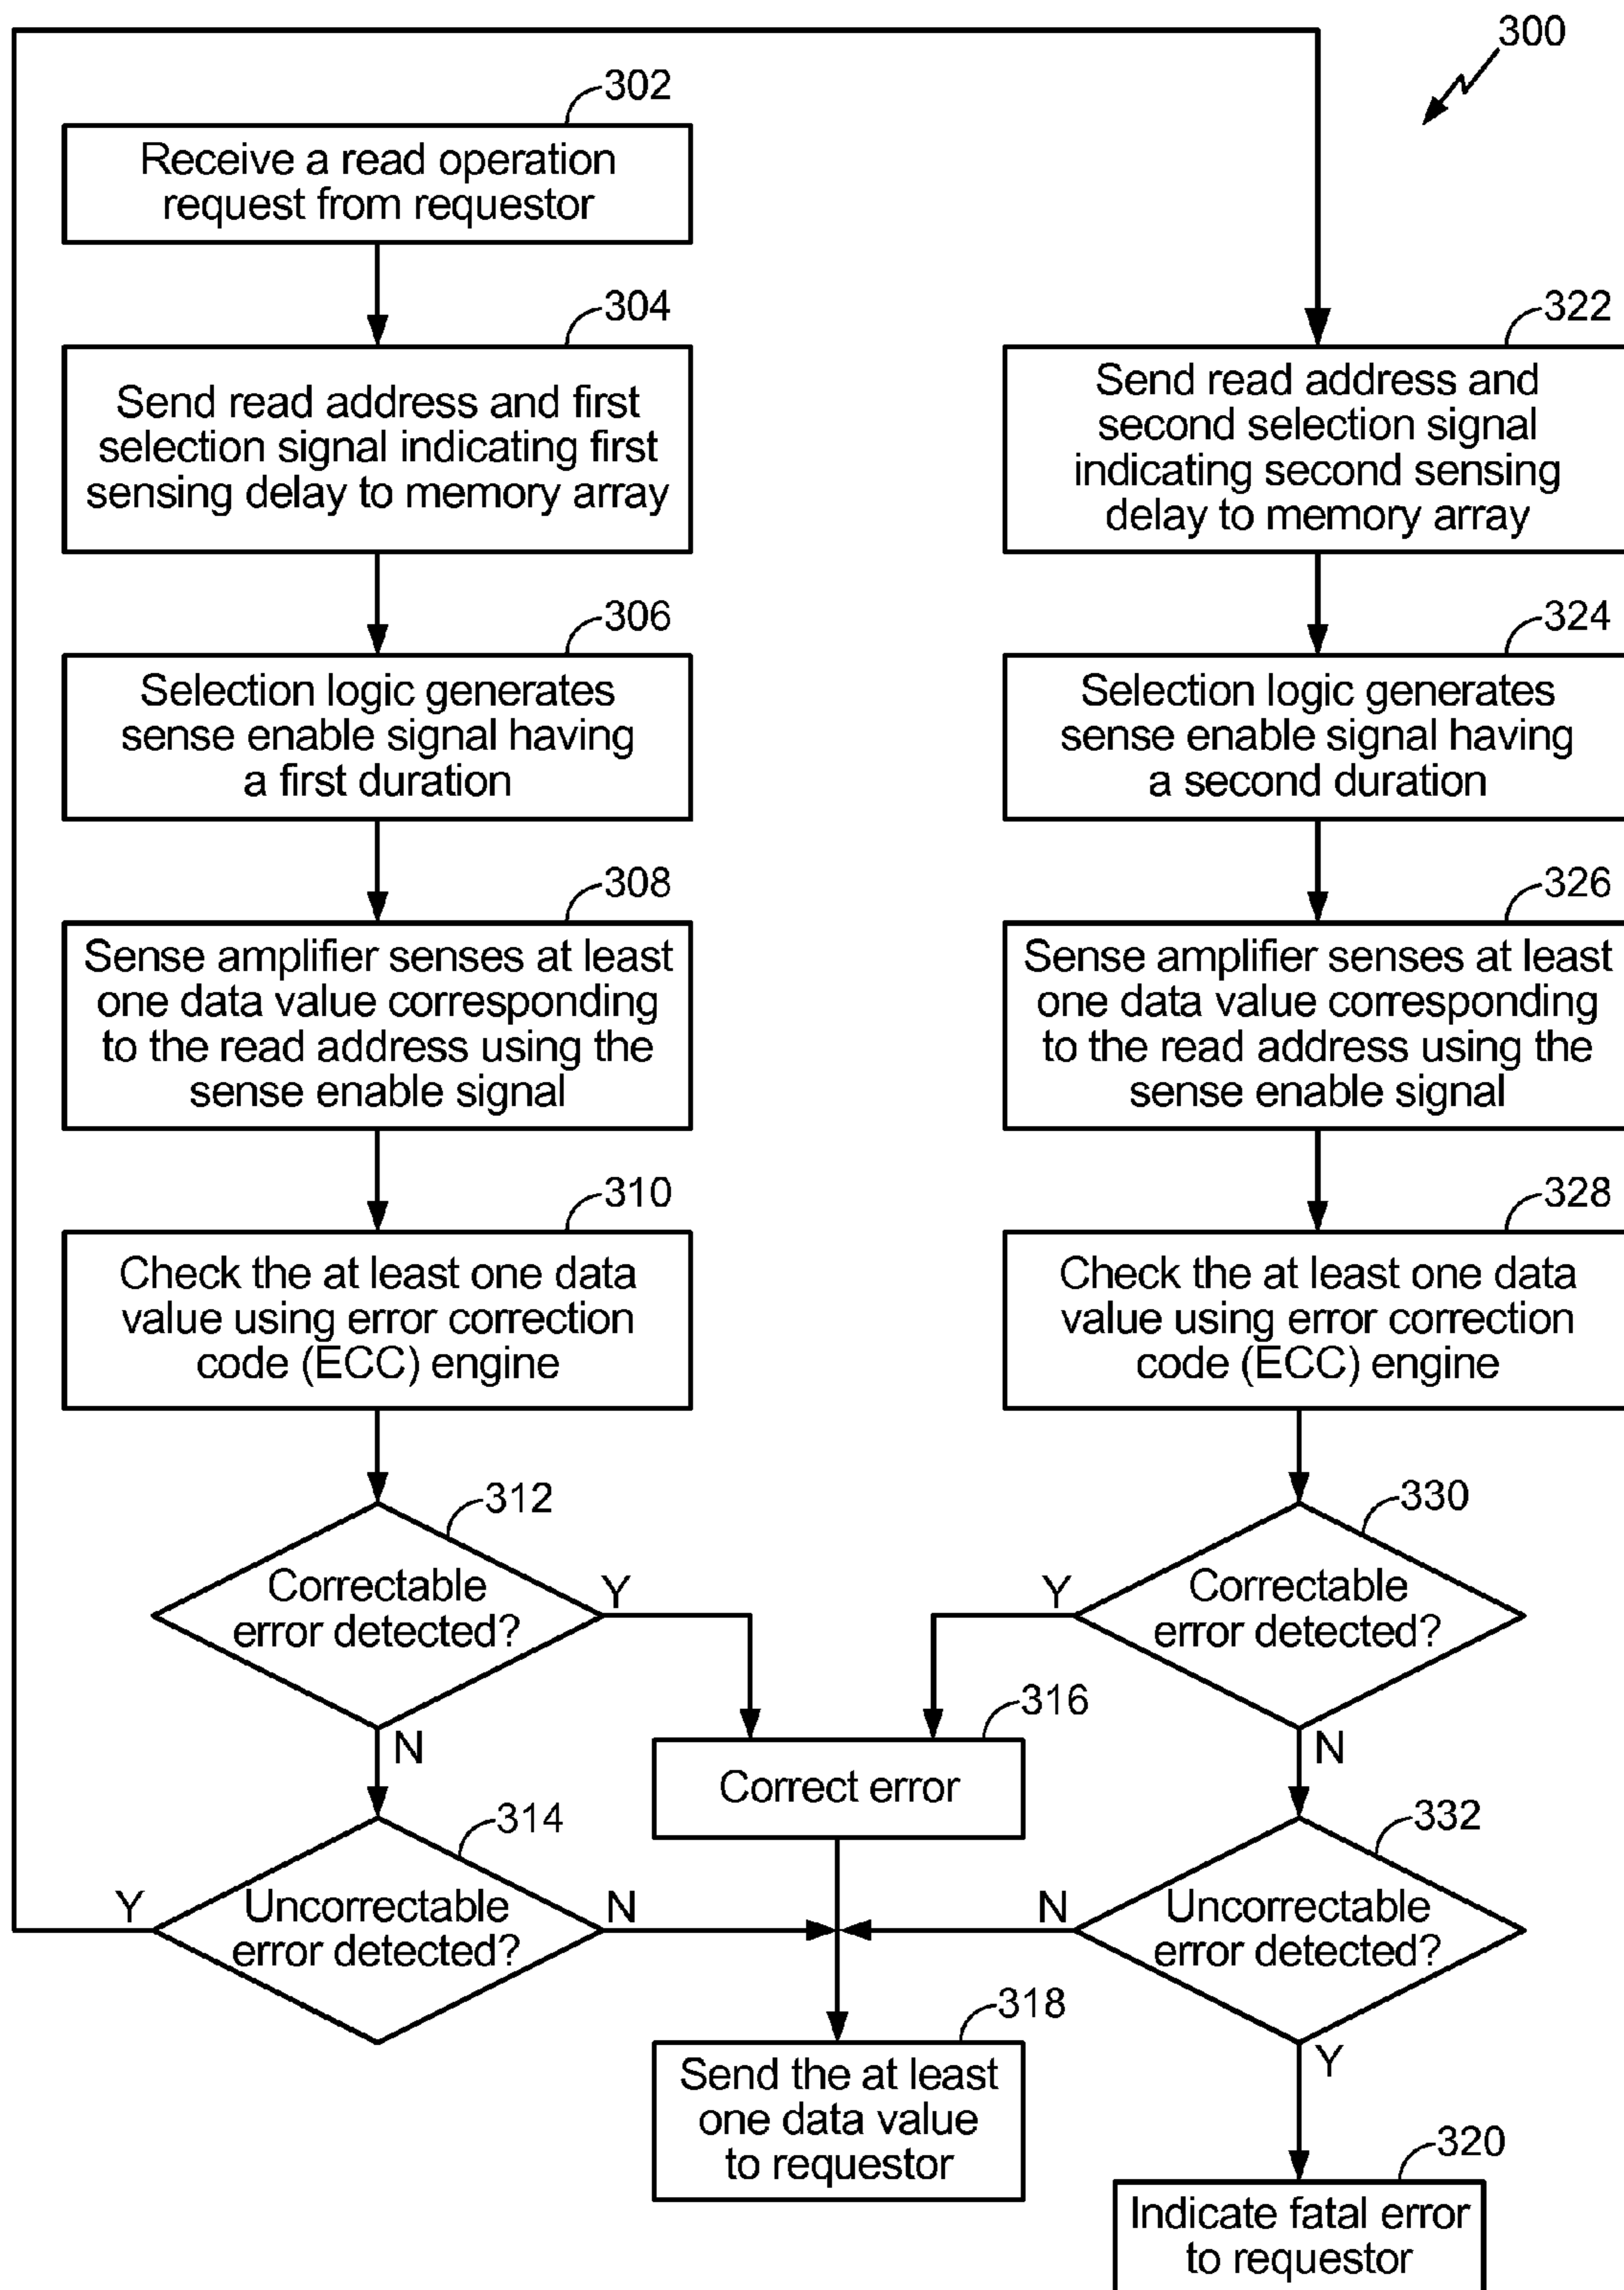 300
302
Receive a read operation
request from requestor
304
Send read address and first
selection signal indicating first
sensing delay to memory array
306
Selection logic generates
sense enable signal having
a first duration
308
Sense amplifier senses at least
one data value corresponding
to the read address using the
sense enable signal
310
Check the at least one data
value using error correction
code (ECC) engine
312
Correctable
error detected?
Y
N
314
Uncorrectable
error detected?
Y
N
316
Correct error
318
Send the at least
one data value
to requestor
322
Send read address and
second selection signal
indicating second sensing
delay to memory array
324
Selection logic generates
sense enable signal having
a second duration
326
Sense amplifier senses at least
one data value corresponding
to the read address using the
sense enable signal
328
Check the at least one data
value using error correction
code (ECC) engine
330
Correctable
error detected?
Y
N
332
Uncorrectable
error detected?
N
Y
320
Indicate fatal error
to requestor